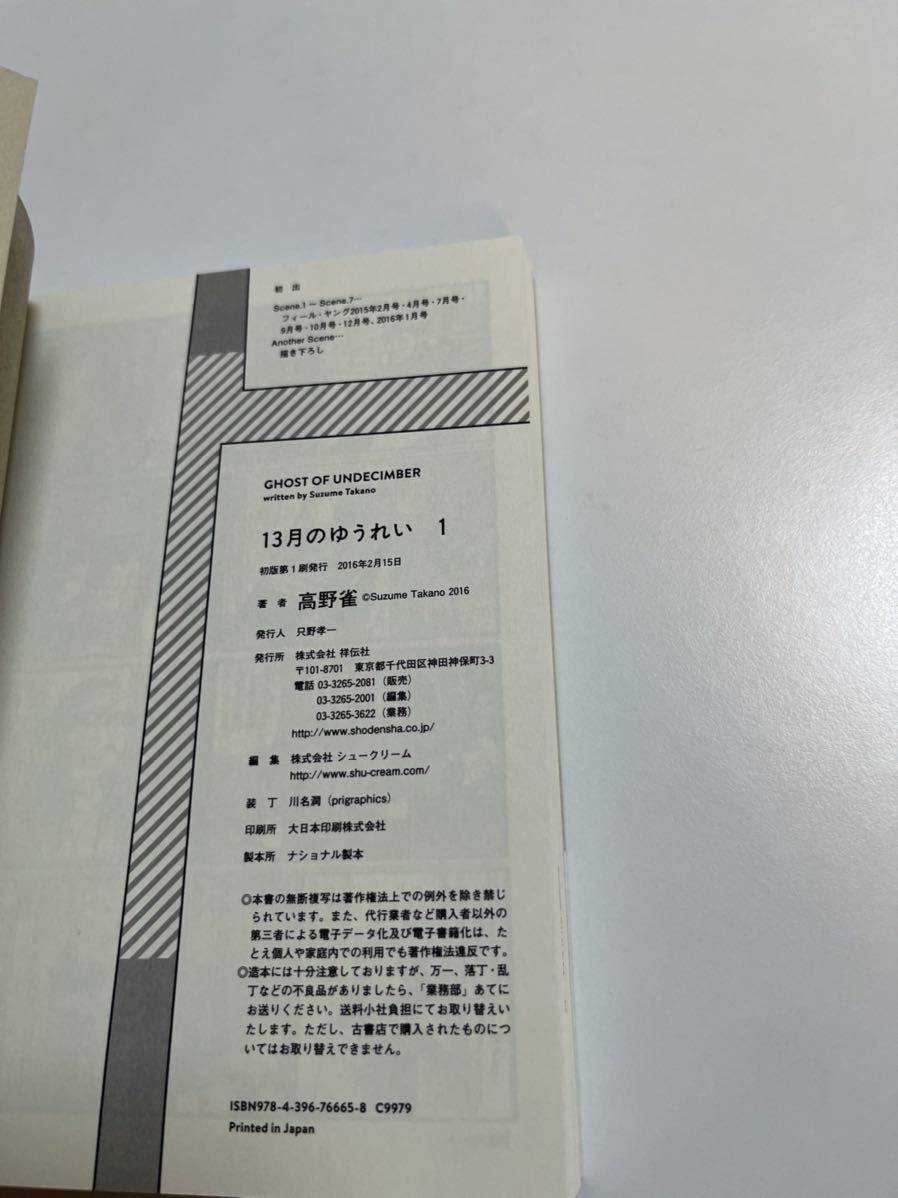 初 出
Scene.1 ー Scene.7…
フィール・ヤング2015年2月号・4月号・7月号・
9月号・10月号・12月号、2016年1月号
Another Scene…
描き下ろし
GHOST OF UNDECIMBER
written by Suzume Takano
13月のゆうれい 1
初版第1刷発行 2016年2月15日
著 者 高野雀 ©Suzume Takano 2016
発行人 只野孝一
発行所 株式会社 祥伝社
〒101-8701 東京都千代田区神田神保町3-3
電話 03-3265-2081（販売）
03-3265-2001（編集）
03-3265-3622（業務）
http://www.shodensha.co.jp/
編 集 株式会社 シュークリーム
http://www.shu-cream.com/
装 丁 川名潤（prigraphics）
印刷所 大日本印刷株式会社
製本所 ナショナル製本
◎本書の無断複写は著作権法上での例外を除き禁じ
られています。また、代行業者など購入者以外の
第三者による電子データ化及び電子書籍化は、た
とえ個人や家庭内での利用でも著作権法違反です。
◎造本には十分注意しておりますが、万一、落丁・乱
丁などの不良品がありましたら、「業務部」あてに
お送りください。送料小社負担にてお取り替えい
たします。ただし、古書店で購入されたものについ
てはお取り替えできません。
ISBN978-4-396-76665-8 C9979
Printed in Japan